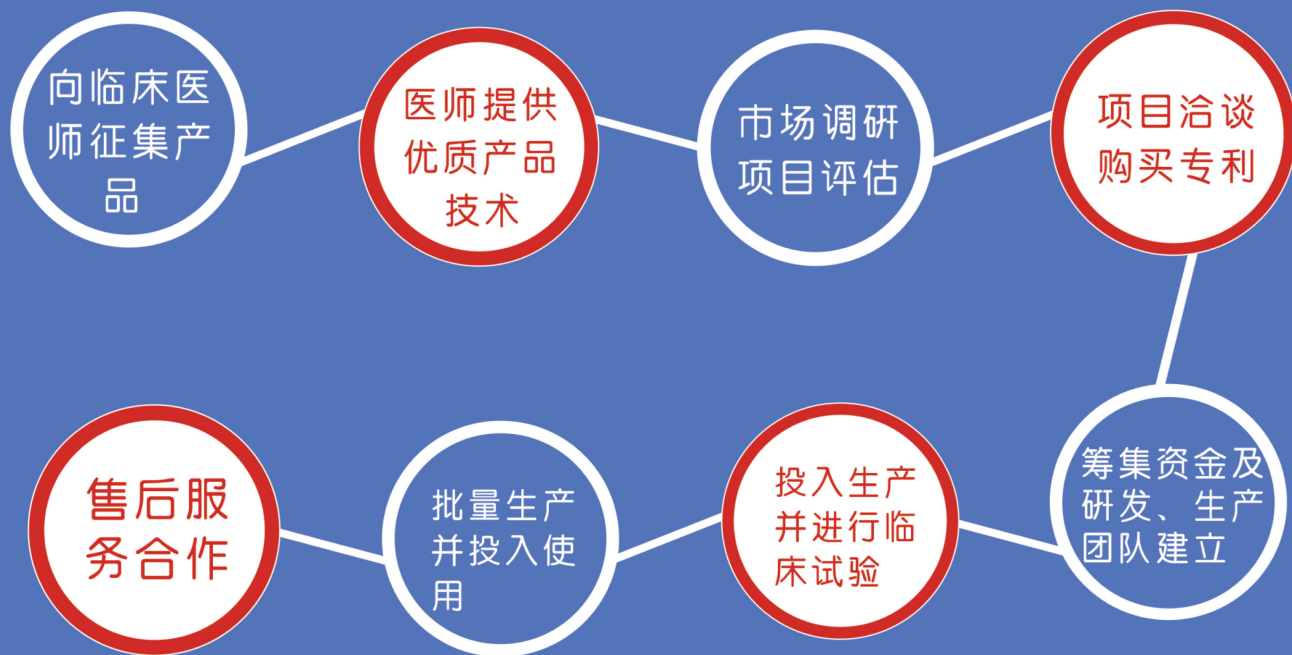 向临床医
师征集产
品
医师提供
优质产品
技术
市场调研
项目评估
项目洽谈
购买专利
筹集资金及
研发、生产
团队建立
投入生产
并进行临
床试验
批量生产
并投入使
用
售后服
务合作